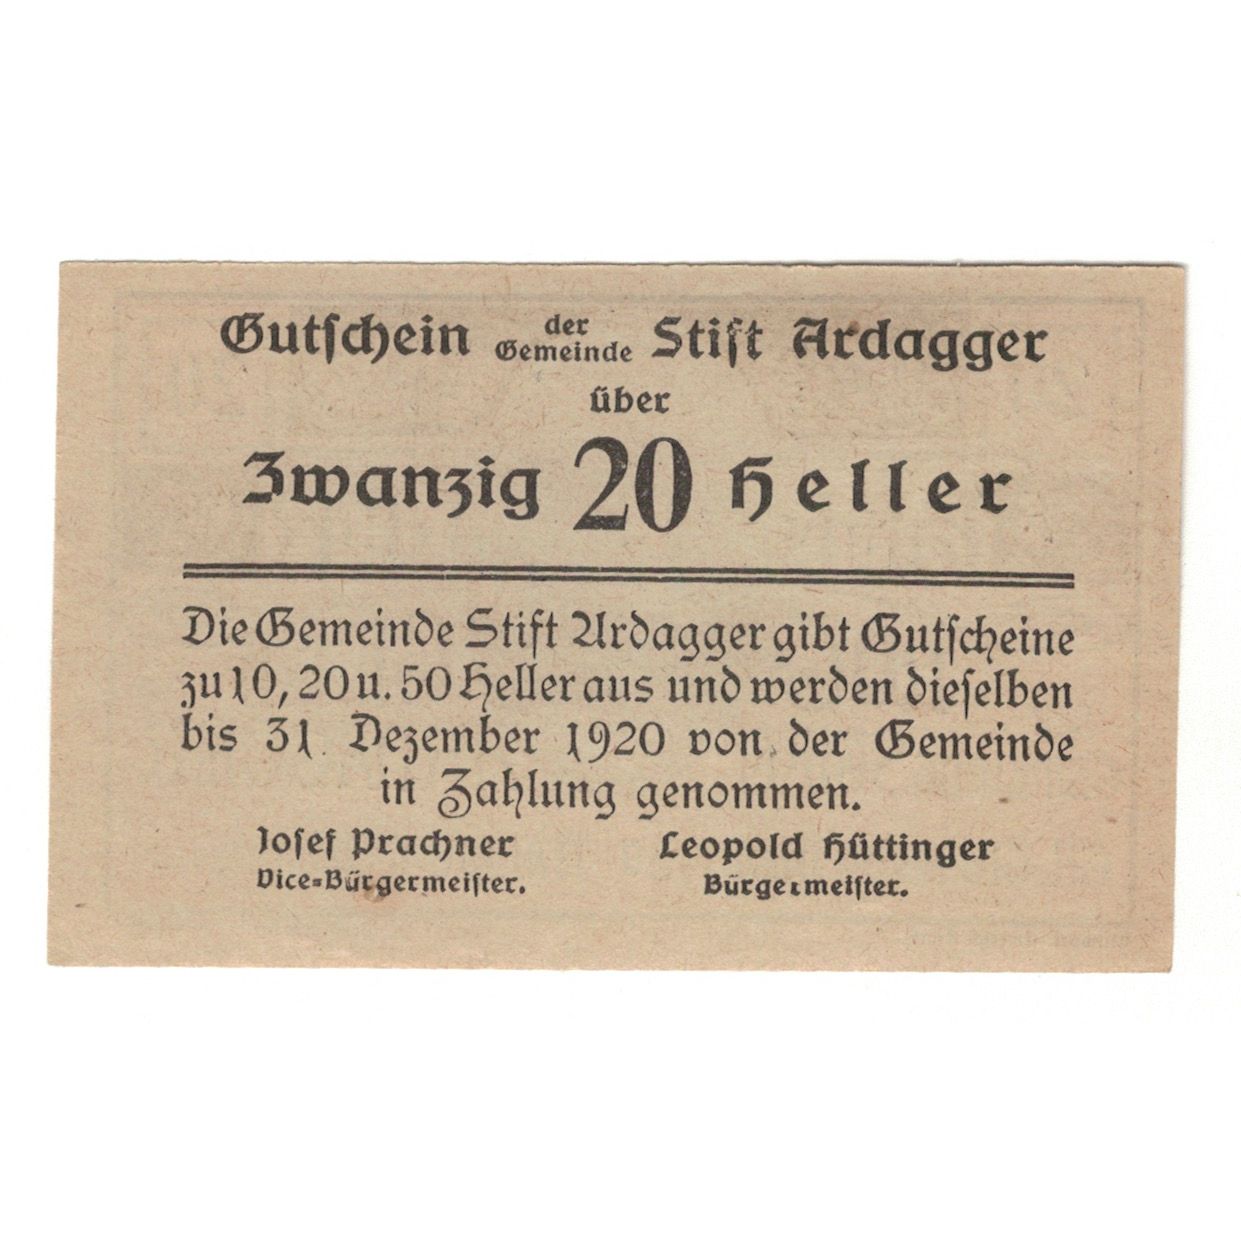 Gutschein der Gemeinde Stift Ardagger
über
Zwanzig 20 Heller
Die Gemeinde Stift Ardagger gibt Gutscheine
zu 10, 20 u. 50 Heller aus und werden dieselben
bis 31. Dezember 1920 von der Gemeinde
in Zahlung genommen.
Josef Prachner Leopold Hüttinger
Vice-Bürgermeister. Bürgermeister.